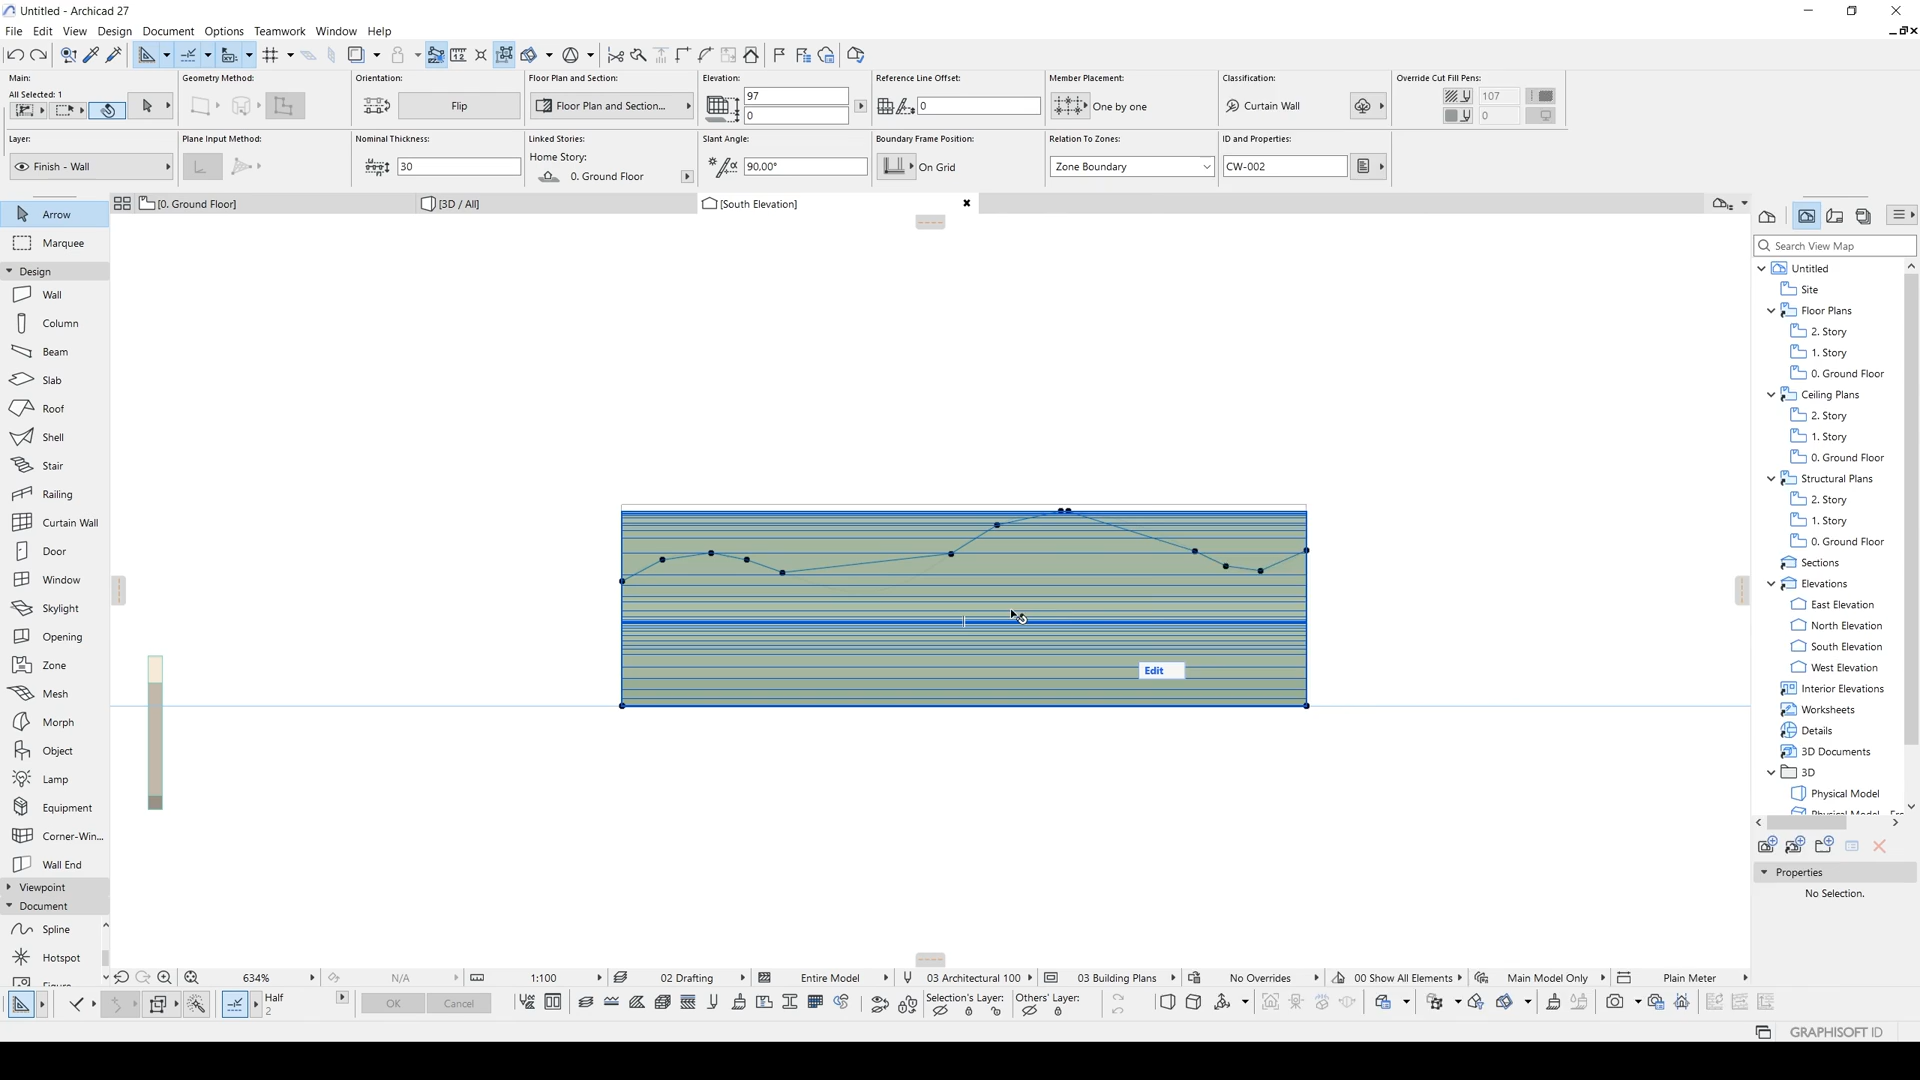 Untitled - Archicad 27
File Edit View Design Document Options Teamwork Window Help
Main: Geometry Method: Orientation: Floor Plan and Section: Elevation: Reference Line Offset: Member Placement: Classification: Override Cut Fill Pens:
All Selected: 1
Flip Floor Plan and Section... 97 0 0 One by one Curtain Wall 107 0
Layer: Plane Input Method: Nominal Thickness: Linked Stories: Slant Angle: Boundary Frame Position: Relation To Zones: ID and Properties:
Home Story:
Finish - Wall 30 0. Ground Floor 90,00° On Grid Zone Boundary CW-002
[0. Ground Floor] [3D / All] [South Elevation]
Arrow
Marquee
Design
Wall
Column
Beam
Slab
Roof
Shell
Stair
Railing
Curtain Wall
Door
Window
Skylight
Opening
Zone
Mesh
Morph
Object
Lamp
Equipment
Corner-Win...
Wall End
Viewpoint
Document
Spline
Hotspot
Edit
Search View Map
Untitled
Site
Floor Plans
2. Story
1. Story
0. Ground Floor
Ceiling Plans
2. Story
1. Story
0. Ground Floor
Structural Plans
2. Story
1. Story
0. Ground Floor
Sections
Elevations
East Elevation
North Elevation
South Elevation
West Elevation
Interior Elevations
Worksheets
Details
3D Documents
3D
Physical Model
Properties
No Selection.
634% N/A 1:100 02 Drafting Entire Model 03 Architectural 100 03 Building Plans No Overrides 00 Show All Elements Main Model Only Plain Meter
Half
2
OK Cancel
Selection's Layer: Others' Layer:
GRAPHISOFT ID